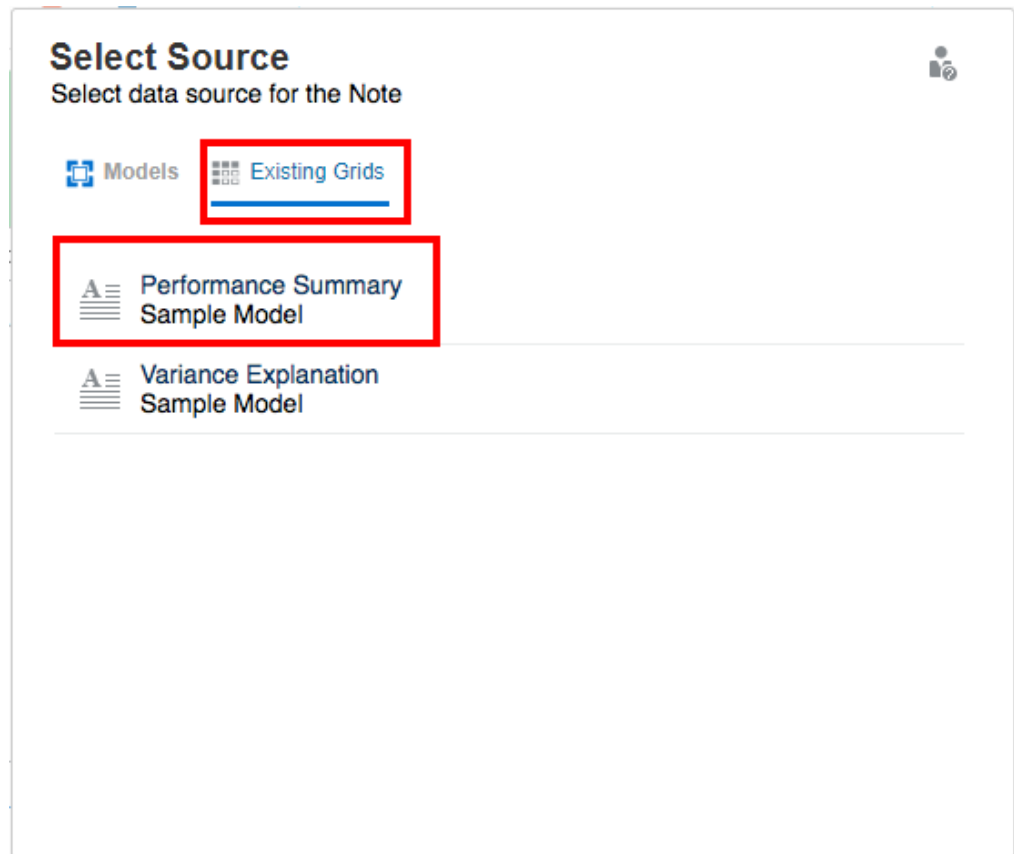 Select Source
Select data source for the Note
Models Existing Grids
Performance Summary
Sample Model
Variance Explanation
Sample Model